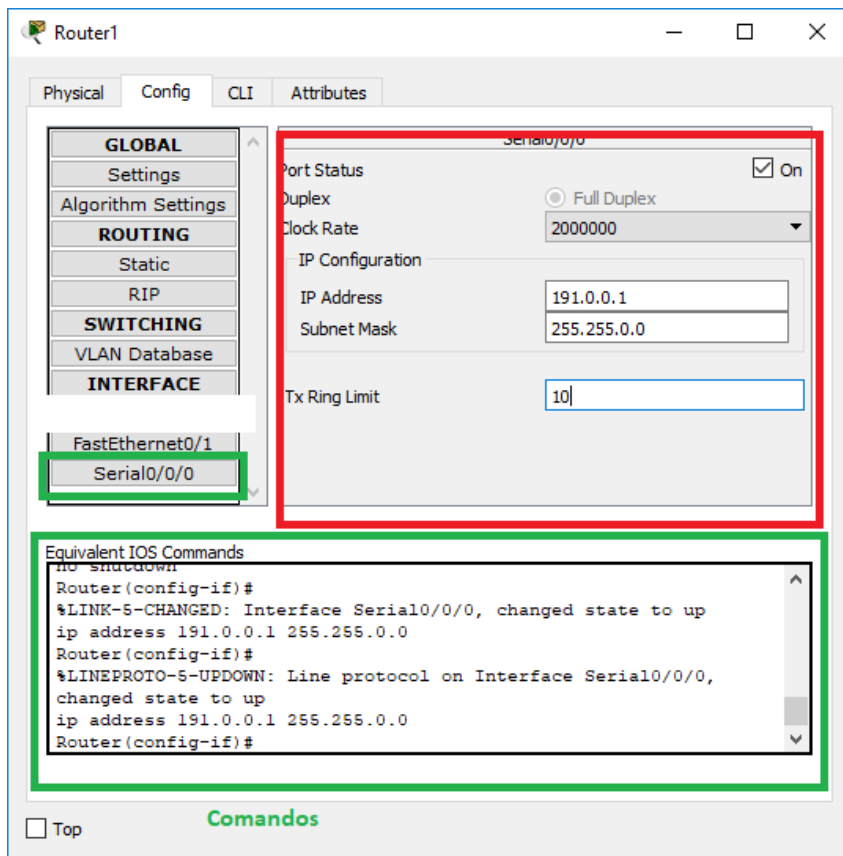 Router1
Physical
Config
CLI
Attributes
GLOBAL
Settings
Algorithm Settings
ROUTING
Static
RIP
SWITCHING
VLAN Database
INTERFACE
FastEthernet0/1
Serial0/0/0
Serial0/0/0
Port Status
On
Duplex
Full Duplex
Clock Rate
2000000
IP Configuration
IP Address
191.0.0.1
Subnet Mask
255.255.0.0
Tx Ring Limit
10
Equivalent IOS Commands
no shutdown
Router(config-if)#
%LINK-5-CHANGED: Interface Serial0/0/0, changed state to up
ip address 191.0.0.1 255.255.0.0
Router(config-if)#
%LINEPROTO-5-UPDOWN: Line protocol on Interface Serial0/0/0,
changed state to up
ip address 191.0.0.1 255.255.0.0
Router(config-if)#
Top
Comandos